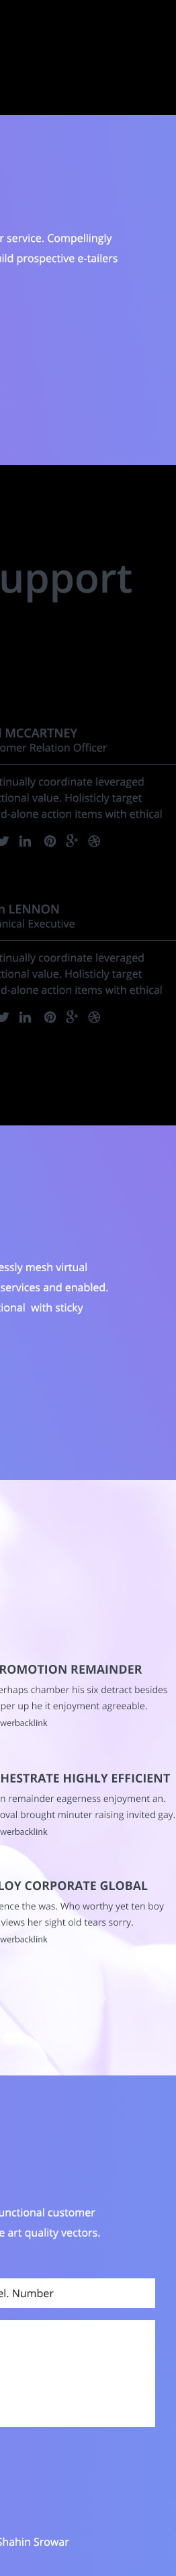 r service. Compellingly
ild prospective e-tailers
upport
MCCARTNEY
omer Relation Officer
tinually coordinate leveraged
ctional value. Holisticly target
d-alone action items with ethical
n LENNON
nnical Executive
tinually coordinate leveraged
ctional value. Holisticly target
d-alone action items with ethical
essly mesh virtual
services and enabled.
ional with sticky
ROMOTION REMAINDER
erhaps chamber his six detract besides
per up he it enjoyment agreeable.
werbacklink
HESTRATE HIGHLY EFFICIENT
n remainder eagerness enjoyment an.
oval brought minuter raising invited gay.
werbacklink
LOY CORPORATE GLOBAL
ence the was. Who worthy yet ten boy
views her sight old tears sorry.
werbacklink
unctional customer
e art quality vectors.
el. Number
Shahin Srowar